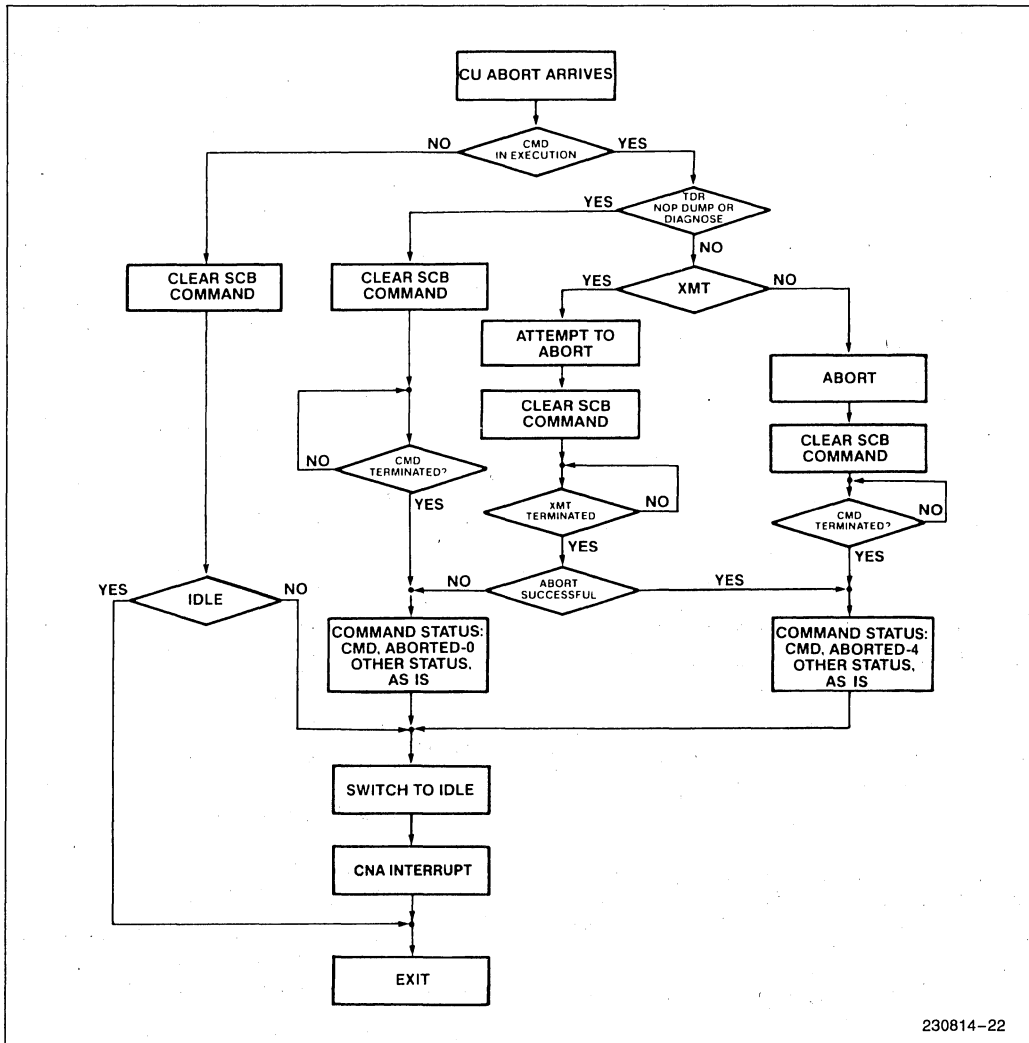 CU ABORT ARRIVES
NO
CMD
IN EXECUTION
YES
YES
TDR
NOP DUMP OR
DIAGNOSE
NO
CLEAR SCB
COMMAND
CLEAR SCB
COMMAND
YES
XMT
NO
ATTEMPT TO
ABORT
ABORT
CLEAR SCB
COMMAND
CLEAR SCB
COMMAND
NO
CMD
TERMINATED?
YES
XMT
TERMINATED
NO
YES
CMD
TERMINATED?
NO
YES
YES
IDLE
NO
NO
ABORT
SUCCESSFUL
YES
COMMAND STATUS:
CMD, ABORTED-0
OTHER STATUS,
AS IS
COMMAND STATUS:
CMD, ABORTED-4
OTHER STATUS,
AS IS
SWITCH TO IDLE
CNA INTERRUPT
EXIT
230814-22